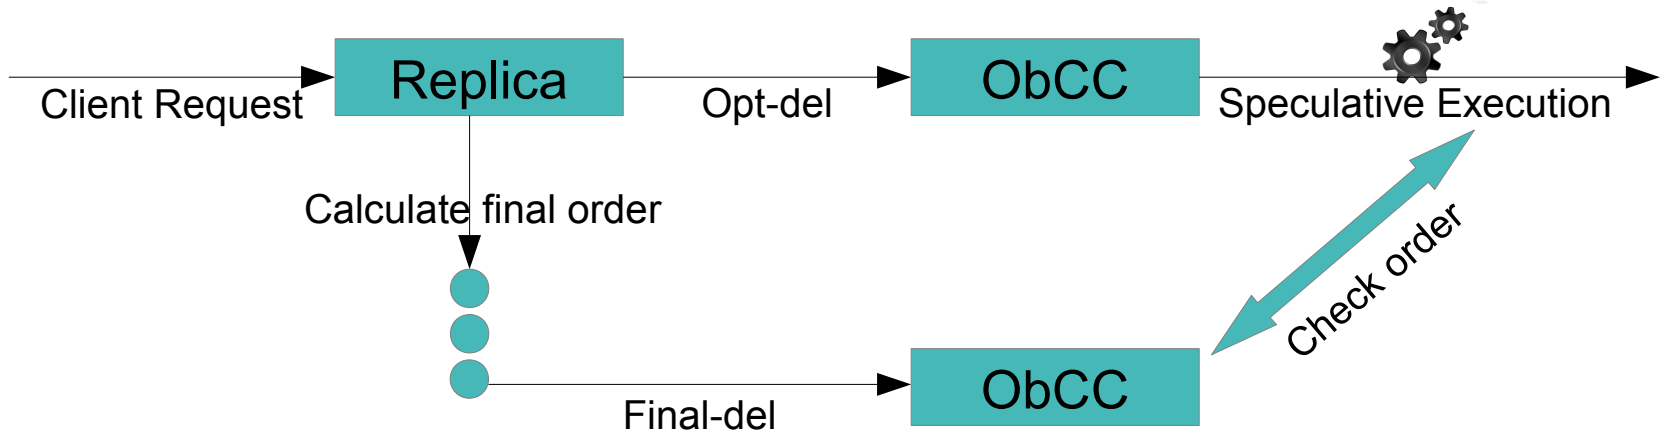 Replica
ObCC
Client Request
Opt-del
Speculative Execution
Calculate final order
Check order
ObCC
Final-del